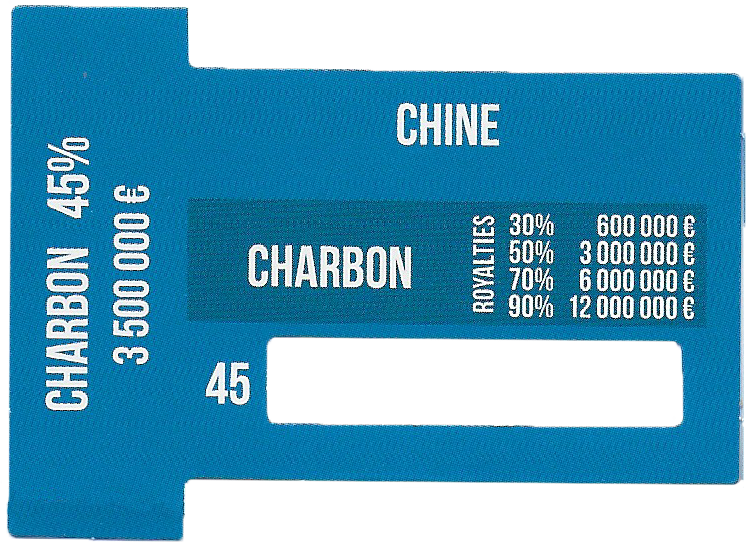 CHARBON 45%
3 500 000 €
CHINE
CHARBON
ROYALTIES
30% 600 000 €
50% 3 000 000 €
70% 6 000 000 €
90% 12 000 000 €
45